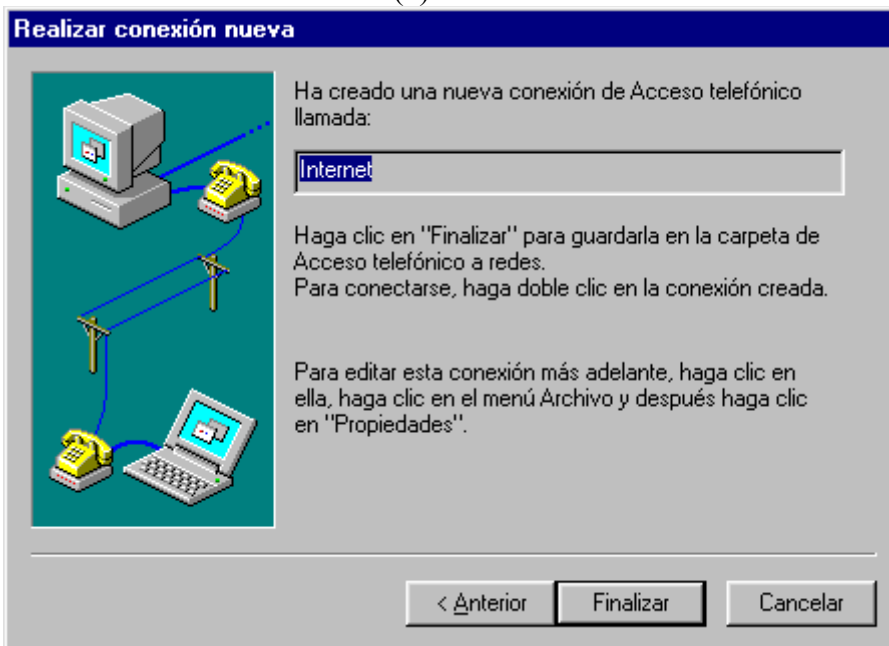 Realizar conexión nueva
Ha creado una nueva conexión de Acceso telefónico
llamada:
Internet
Haga clic en "Finalizar" para guardarla en la carpeta de
Acceso telefónico a redes.
Para conectarse, haga doble clic en la conexión creada.
Para editar esta conexión más adelante, haga clic en
ella, haga clic en el menú Archivo y después haga clic
en "Propiedades".
< Anterior
Finalizar
Cancelar